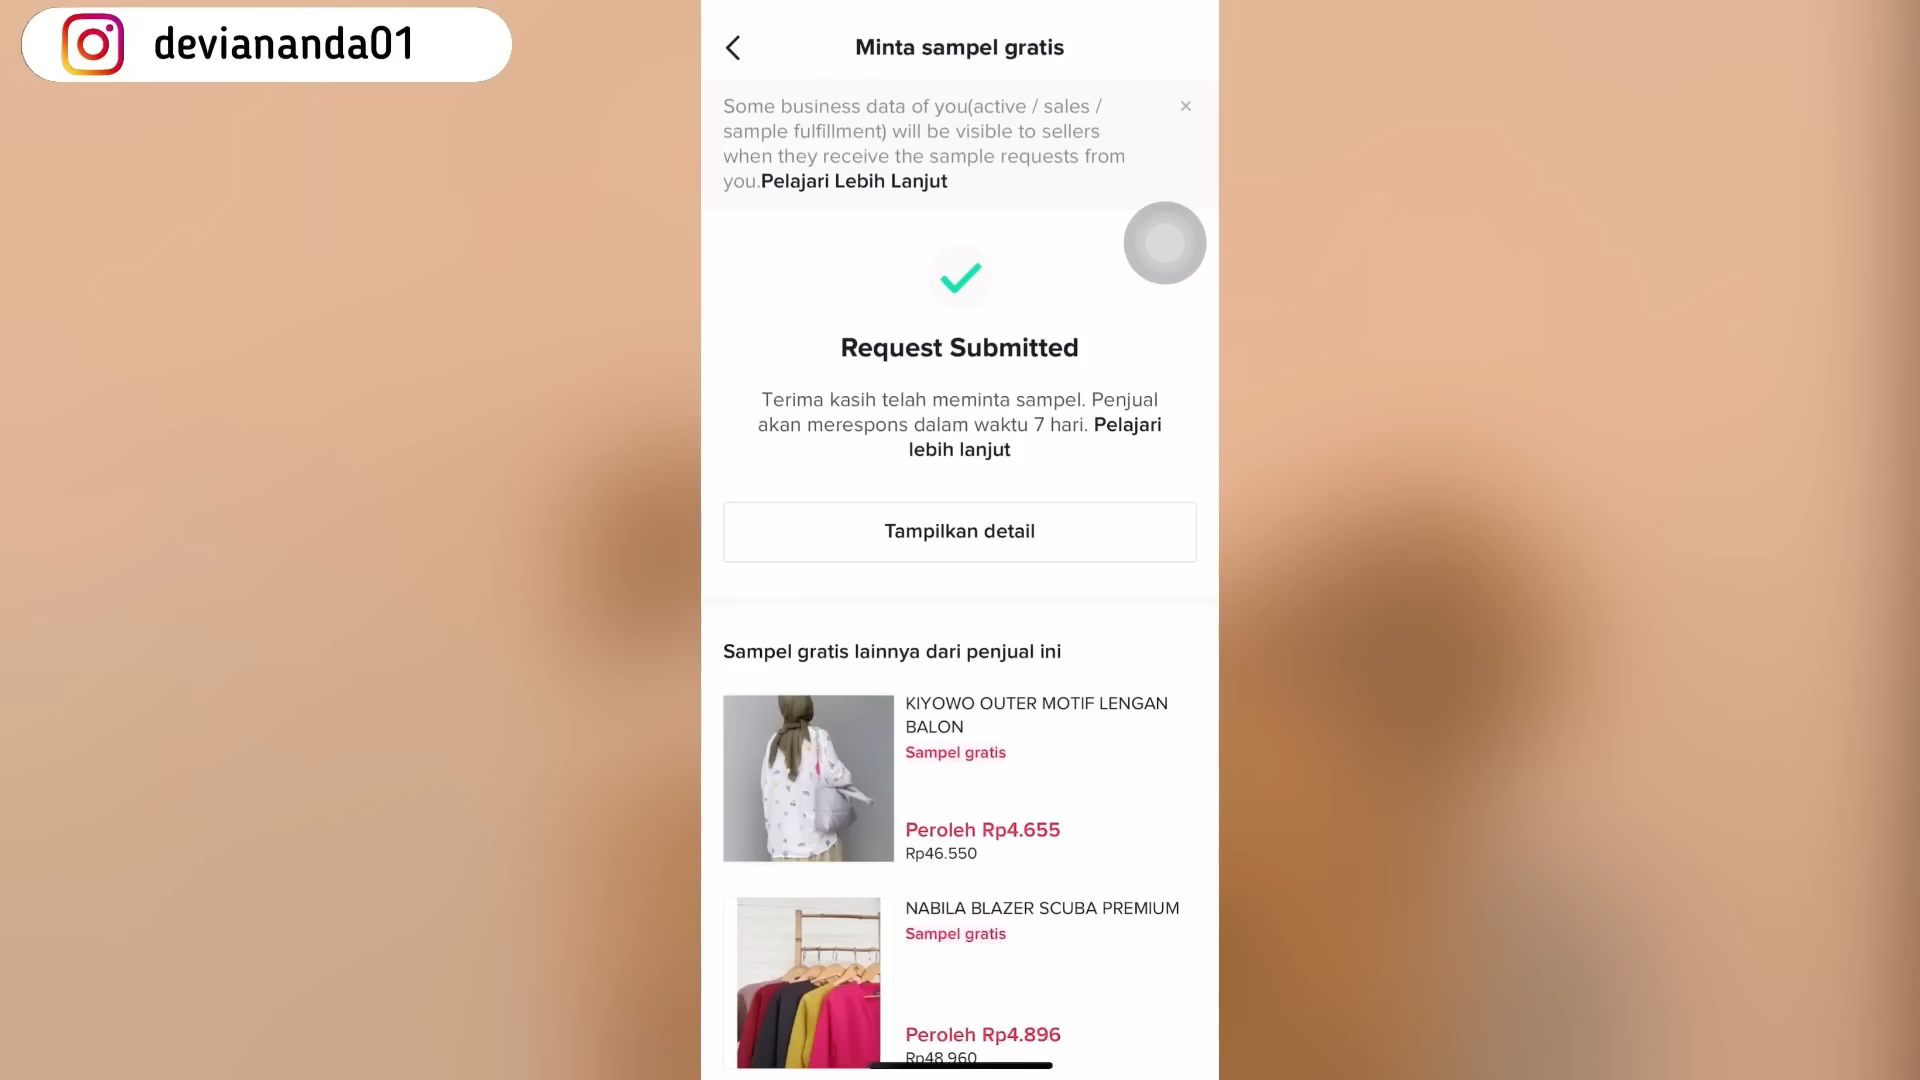 deviananda01
Minta sampel gratis
Some business data of you(active / sales /
sample fulfillment) will be visible to sellers
when they receive the sample requests from
you.Pelajari Lebih Lanjut
Request Submitted
Terima kasih telah meminta sampel. Penjual
akan merespons dalam waktu 7 hari. Pelajari
lebih lanjut
Tampilkan detail
Sampel gratis lainnya dari penjual ini
KIYOWO OUTER MOTIF LENGAN
BALON
Sampel gratis
Peroleh Rp4.655
Rp46.550
NABILA BLAZER SCUBA PREMIUM
Sampel gratis
Peroleh Rp4.896
Rp48.960